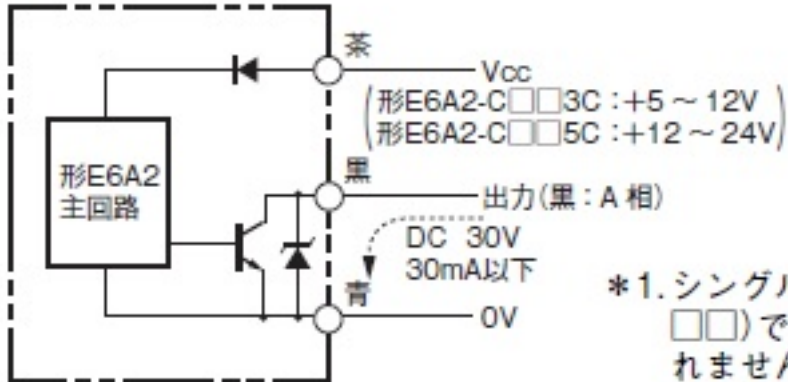 茶
Vcc
(形E6A2-C□□3C:+5～12V
形E6A2-C□□5C:+12～24V)
形E6A2
主回路
黒
出力(黒:A相)
DC 30V
30mA以下
青
0V
*1.シングル
□□)で
れません